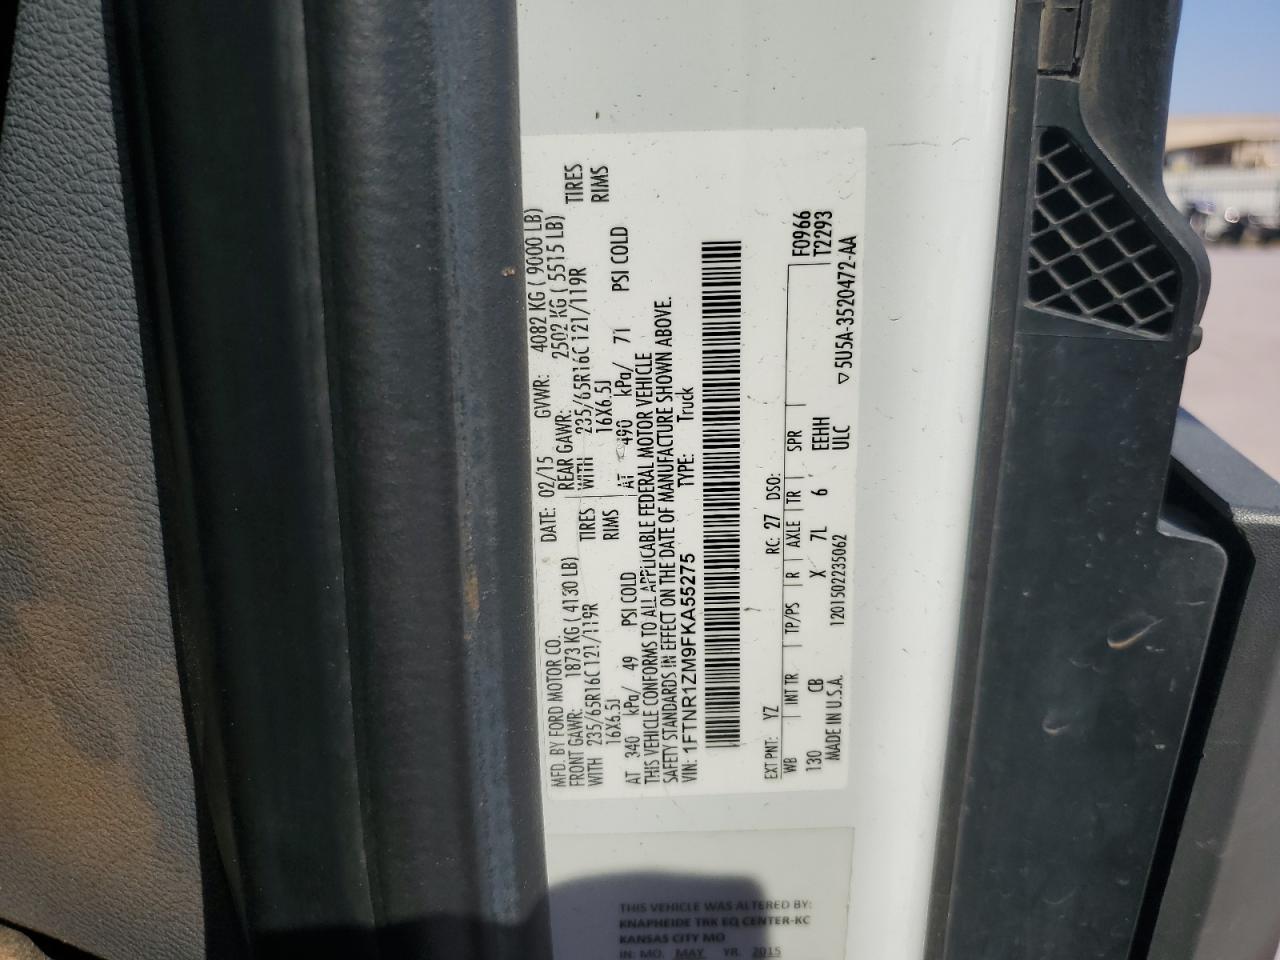 MFD. BY FORD MOTOR CO.
DATE: 02/15 GVWR: 4082 KG ( 9000 LB)
FRONT GAWR: 1873 KG ( 4130 LB)
REAR GAWR: 2502 KG ( 5515 LB)
WITH 235/65R16C 121/119R TIRES
WITH 235/65R16C 121/119R TIRES
16X6.5J RIMS
16X6.5J RIMS
AT 340 kPa/ 49 PSI COLD
AT 490 kPa/ 71 PSI COLD
THIS VEHICLE CONFORMS TO ALL APPLICABLE FEDERAL MOTOR VEHICLE
SAFETY STANDARDS IN EFFECT ON THE DATE OF MANUFACTURE SHOWN ABOVE.
VIN: 1FTNR1ZM9FKA55275 TYPE: Truck
EXT PNT: YZ RC: 27 DSO: F0966
WB INT TR TP/PS R AXLE TR SPR T2293
130 CB X 7L 6 EEHH
MADE IN U.S.A. 1201502235062 ULC ▽5U5A-3520472-AA
THIS VEHICLE WAS ALTERED BY:
KNAPHEIDE TRK EQ CENTER-KC
KANSAS CITY MO
IN: MO. MAY YR. 2015